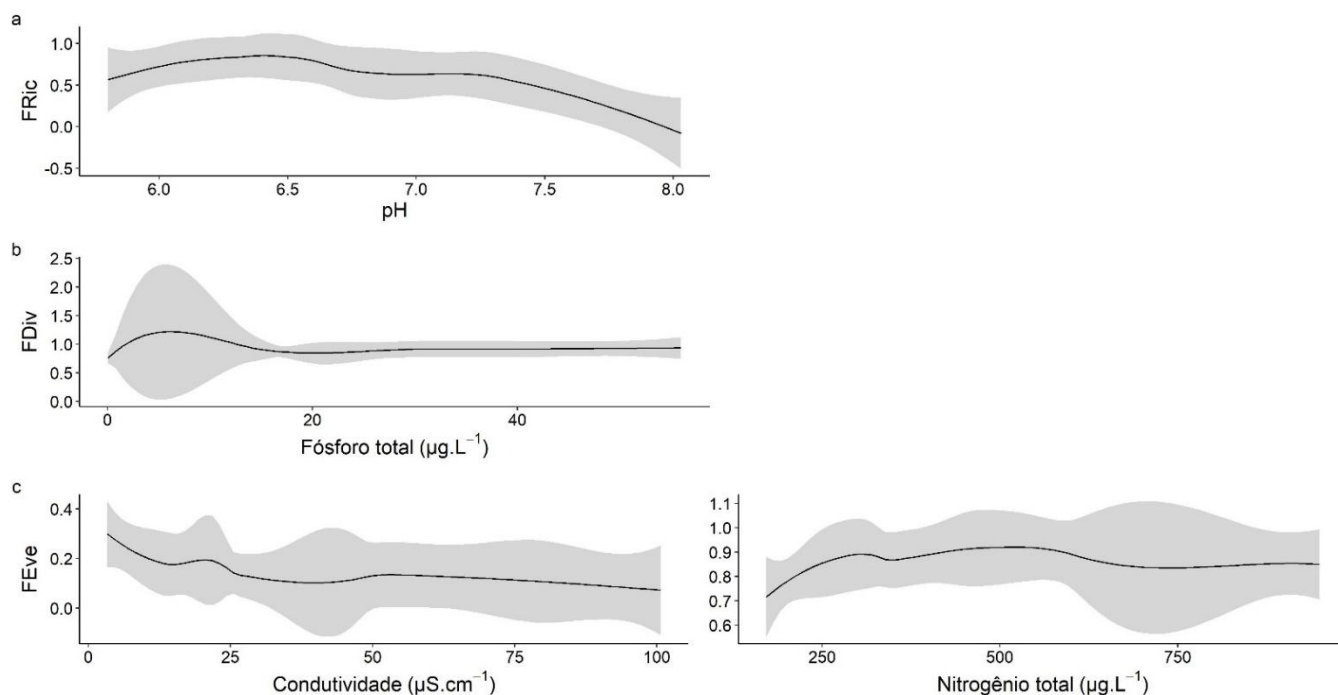 a
1.0
0.5
0.0
-0.5
FRic
6.0 6.5 7.0 7.5 8.0
pH
b
2.5
2.0
1.5
1.0
0.5
0.0
FDiv
0 20 40
Fósforo total (µg.L⁻¹)
c
0.4
0.2
0.0
FEve
0 25 50 75 100
Condutividade (µS.cm⁻¹)
1.1
1.0
0.9
0.8
0.7
0.6
250 500 750
Nitrogênio total (µg.L⁻¹)